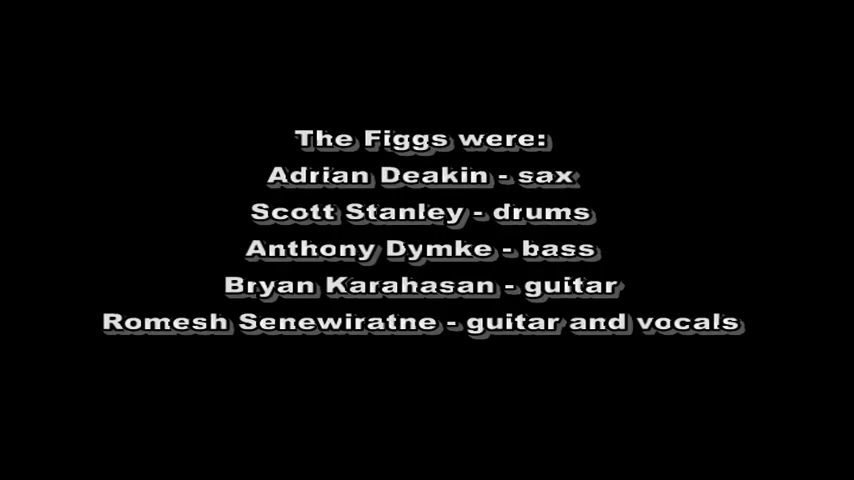 The Figgs were:
Adrian Deakin - sax
Scott Stanley - drums
Anthony Dymke - bass
Bryan Karahasan - guitar
Romesh Senewiratne - guitar and vocals